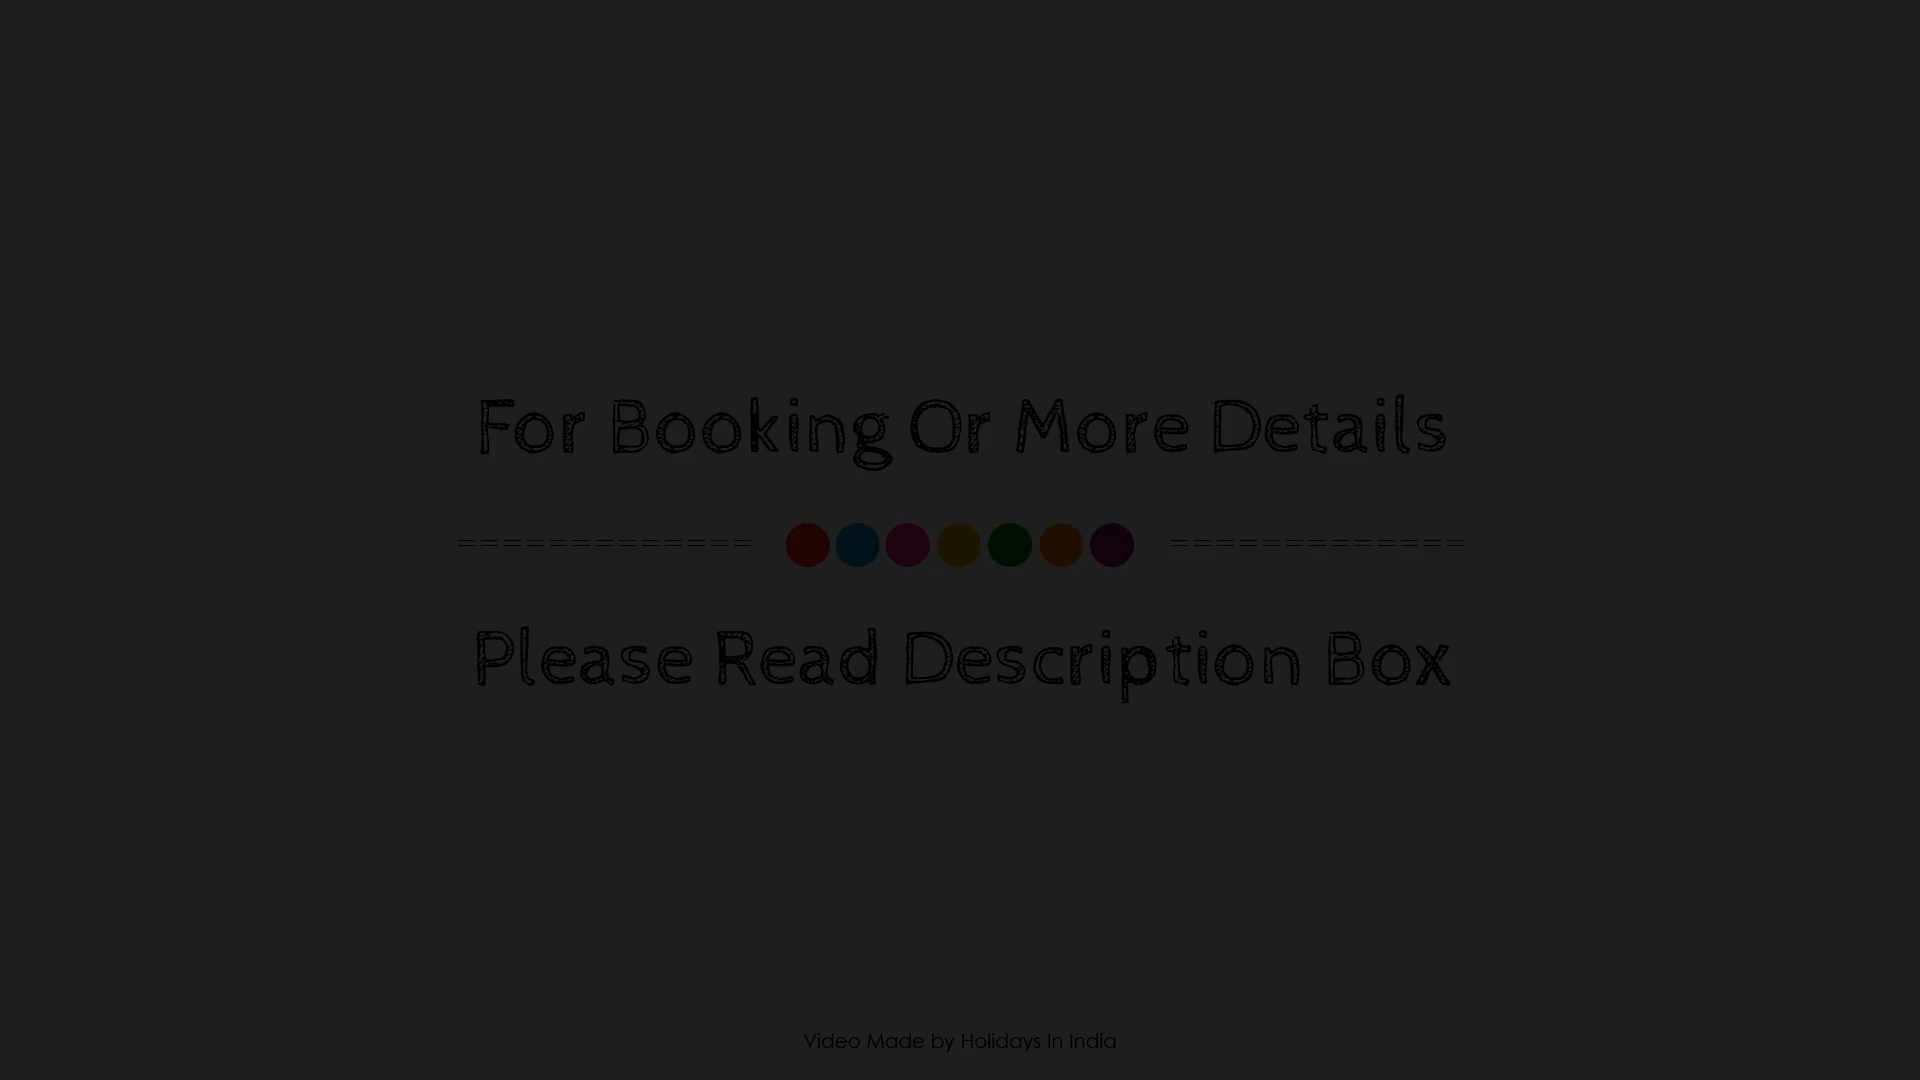 For Booking Or More Details
============= =============
Please Read Description Box
Video Made by Holidays In India